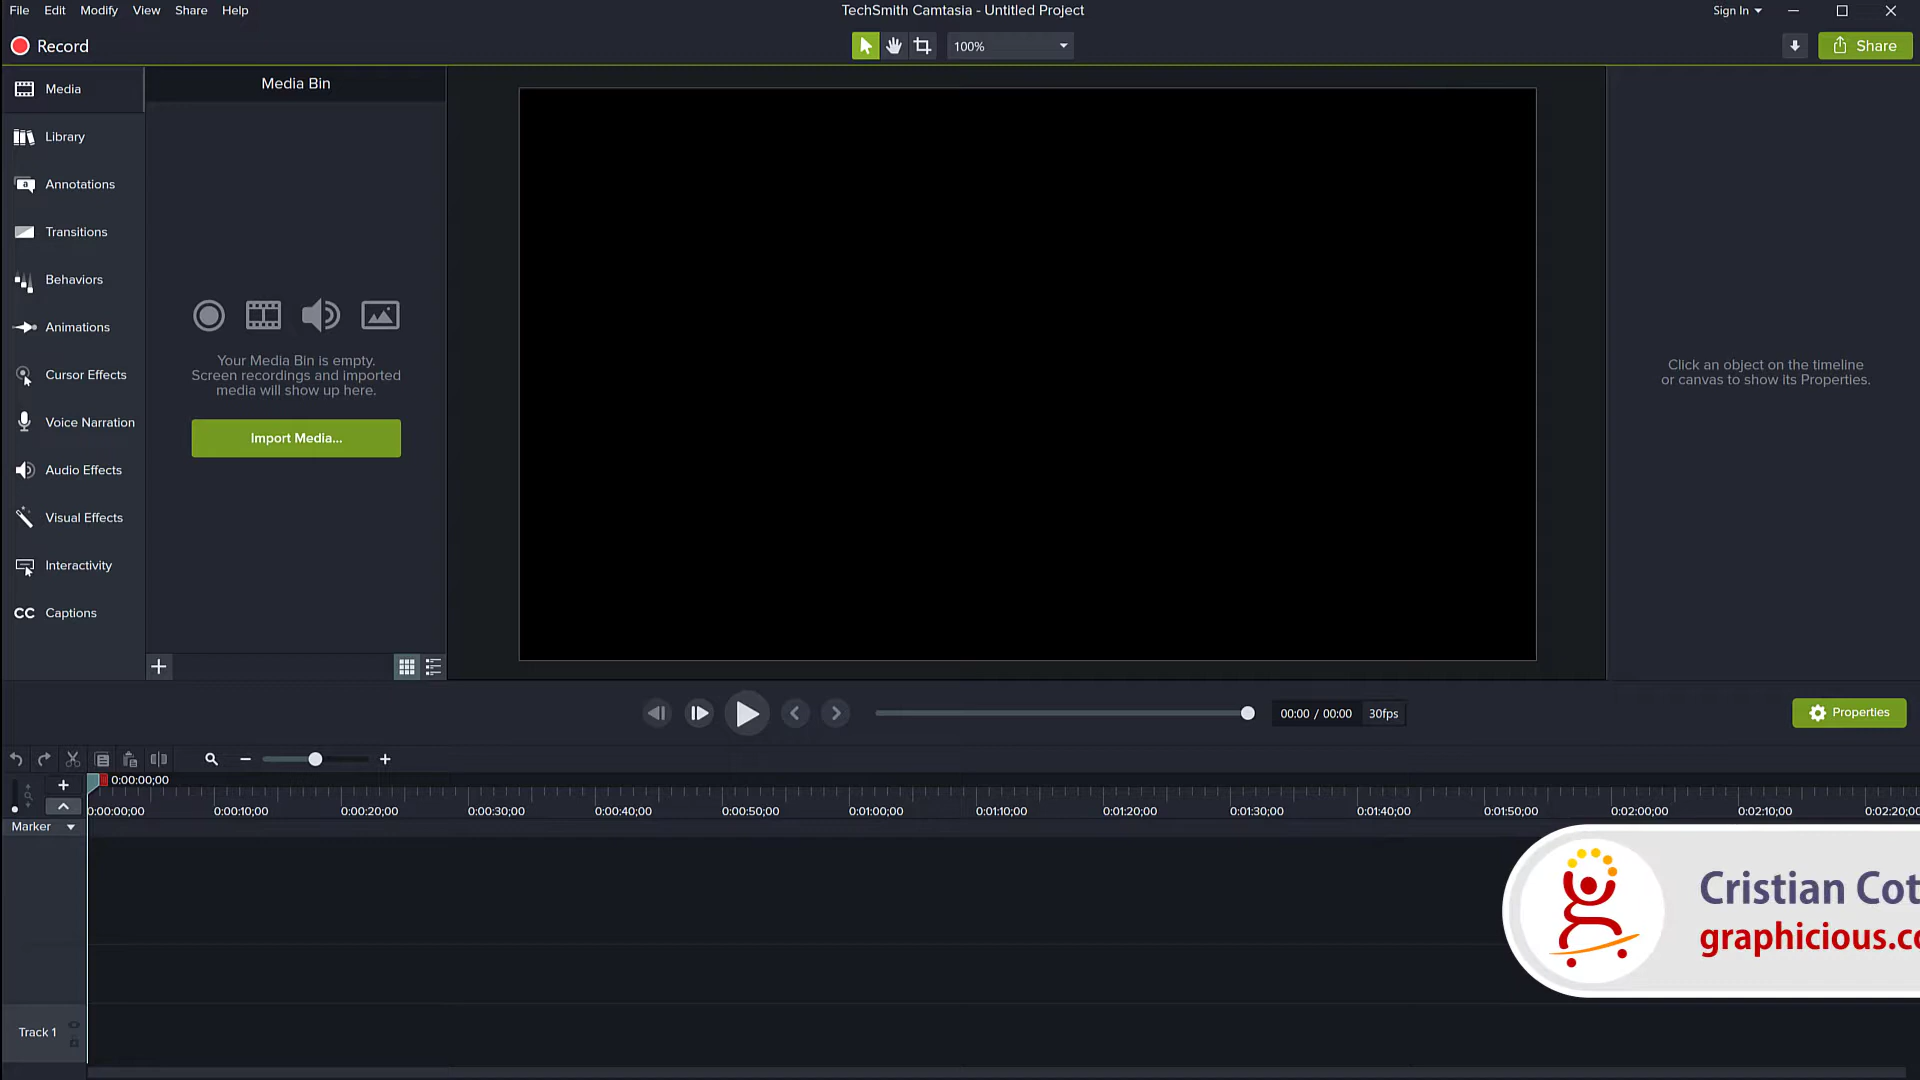 File Edit Modify View Share Help
TechSmith Camtasia - Untitled Project
Sign In
Record
100%
Share
Media
Library
Annotations
Transitions
Behaviors
Animations
Cursor Effects
Voice Narration
Audio Effects
Visual Effects
Interactivity
CC Captions
Media Bin
Your Media Bin is empty.
Screen recordings and imported
media will show up here.
Import Media...
Click an object on the timeline
or canvas to show its Properties.
00:00 / 00:00 30fps
Properties
0:00:00;00
0:00:00;00 0:00:10;00 0:00:20;00 0:00:30;00 0:00:40;00 0:00:50;00 0:01:00;00 0:01:10;00 0:01:20;00 0:01:30;00 0:01:40;00 0:01:50;00 0:02:00;00 0:02:10;00 0:02:20;00
Marker
Track 1
Cristian Cot
graphicious.co